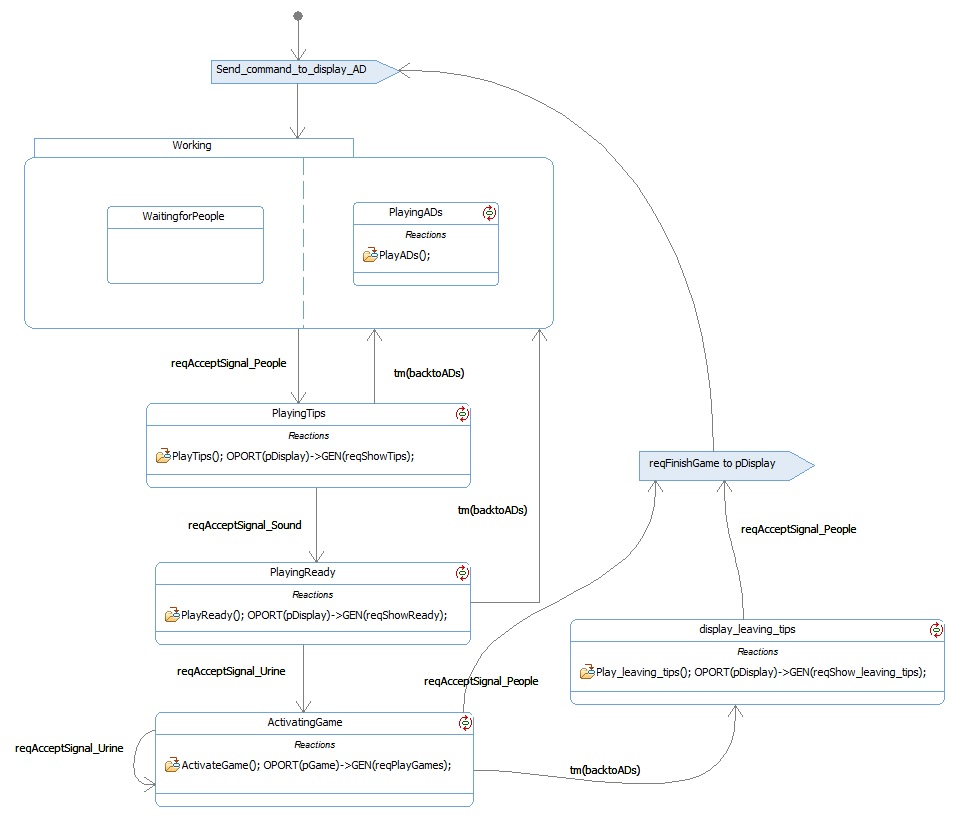 Send_command_to_display_AD
Working
WaitingforPeople
PlayingADs
Reactions
PlayADs();
reqAcceptSignal_People
tm(backtoADs)
PlayingTips
Reactions
PlayTips(); OPORT(pDisplay)->GEN(reqShowTips);
reqFinishGame to pDisplay
tm(backtoADs)
reqAcceptSignal_Sound
reqAcceptSignal_People
PlayingReady
Reactions
PlayReady(); OPORT(pDisplay)->GEN(reqShowReady);
display_leaving_tips
Reactions
Play_leaving_tips(); OPORT(pDisplay)->GEN(reqShow_leaving_tips);
reqAcceptSignal_Urine
reqAcceptSignal_People
ActivatingGame
Reactions
ActivateGame(); OPORT(pGame)->GEN(reqPlayGames);
reqAcceptSignal_Urine
tm(backtoADs)